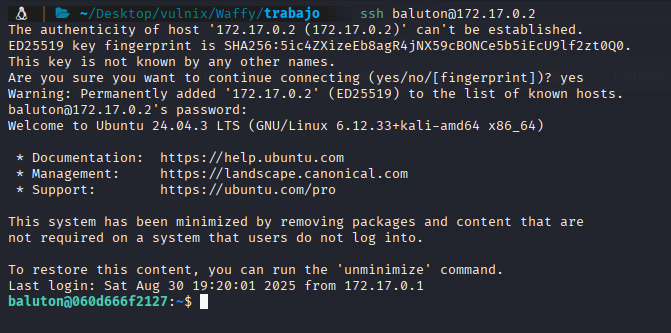 ~/Desktop/vulnix/Waffy/trabajo ssh baluton@172.17.0.2
The authenticity of host '172.17.0.2 (172.17.0.2)' can't be established.
ED25519 key fingerprint is SHA256:5ic4ZXizeEb8agR4jNX59cBONCe5b5iEcU9lf2zt0Q0.
This key is not known by any other names.
Are you sure you want to continue connecting (yes/no/[fingerprint])? yes
Warning: Permanently added '172.17.0.2' (ED25519) to the list of known hosts.
baluton@172.17.0.2's password:
Welcome to Ubuntu 24.04.3 LTS (GNU/Linux 6.12.33+kali-amd64 x86_64)
* Documentation: https://help.ubuntu.com
* Management: https://landscape.canonical.com
* Support: https://ubuntu.com/pro
This system has been minimized by removing packages and content that are
not required on a system that users do not log into.
To restore this content, you can run the 'unminimize' command.
Last login: Sat Aug 30 19:20:01 2025 from 172.17.0.1
baluton@060d666f2127:~$